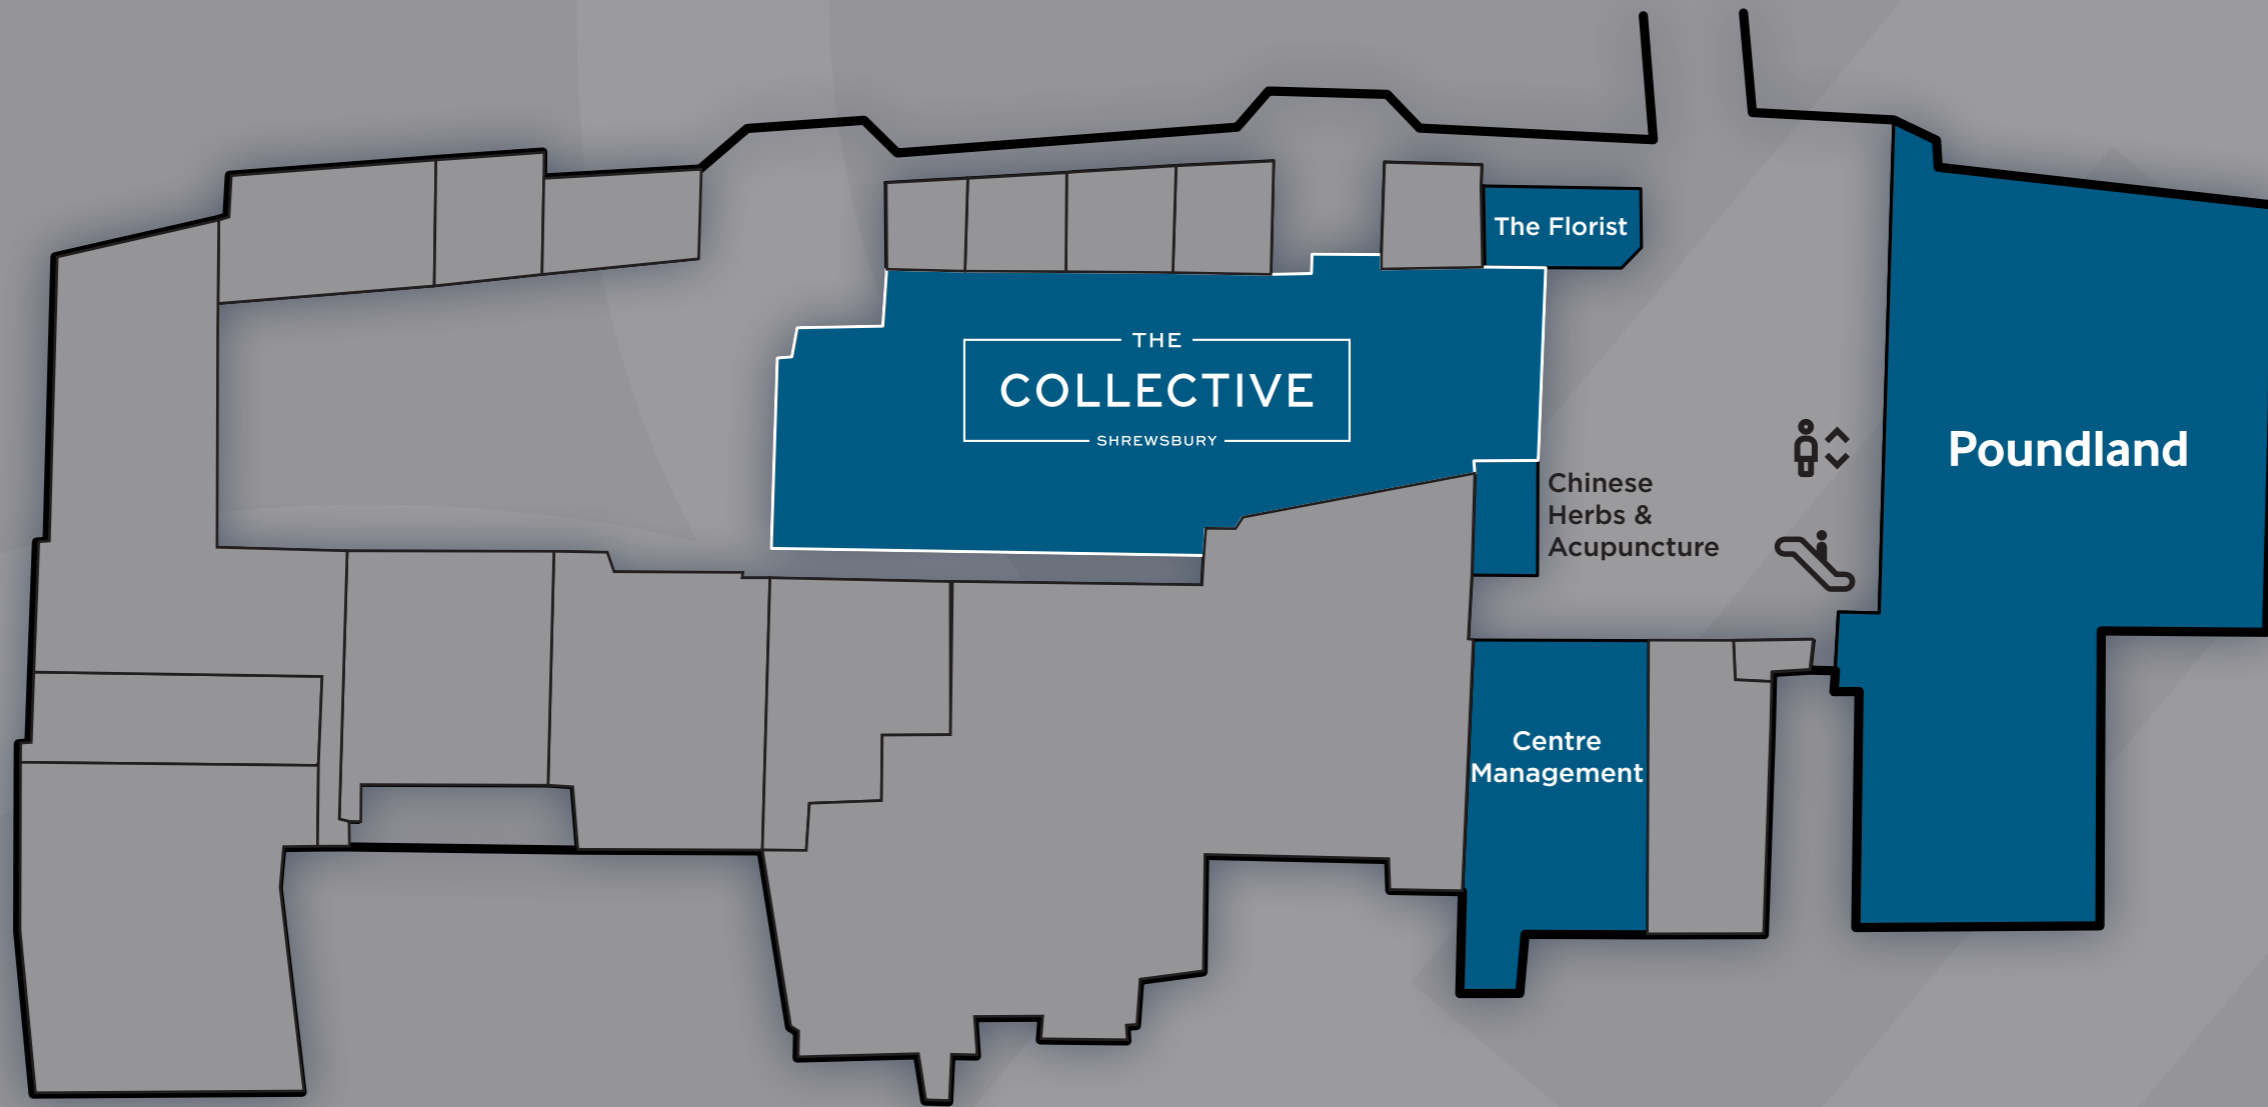 The Florist
THE
COLLECTIVE
SHREWSBURY
Poundland
Chinese
Herbs &
Acupuncture
Centre
Management